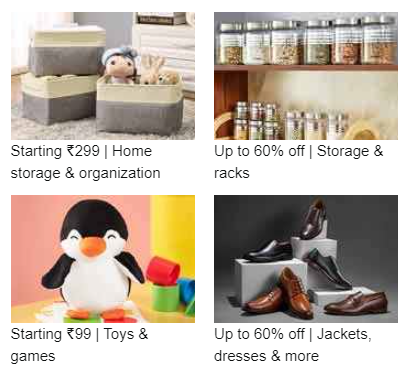 Starting ₹299 | Home
storage & organization
Up to 60% off | Storage &
racks
Starting ₹99 | Toys &
games
Up to 60% off | Jackets,
dresses & more